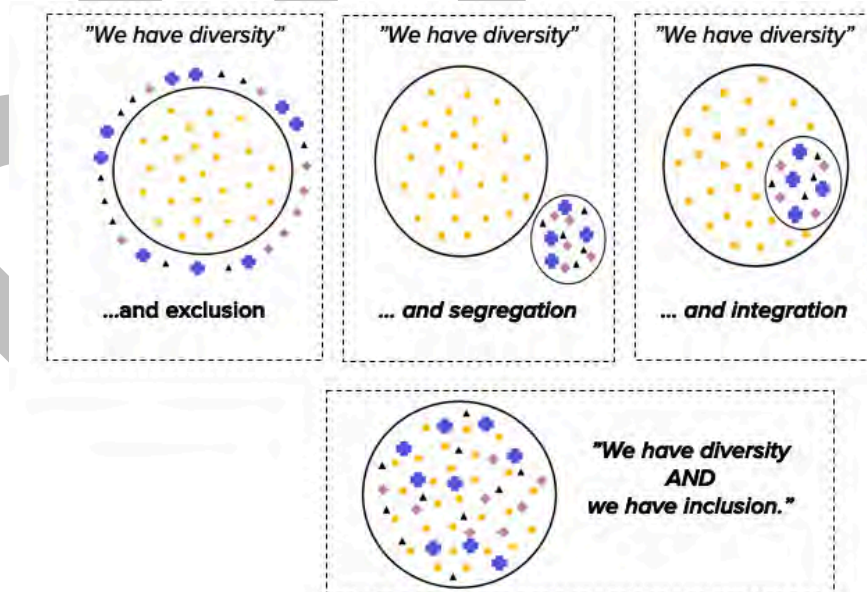 "We have diversity"
...and exclusion
"We have diversity"
... and segregation
"We have diversity"
... and integration
"We have diversity
AND
we have inclusion."